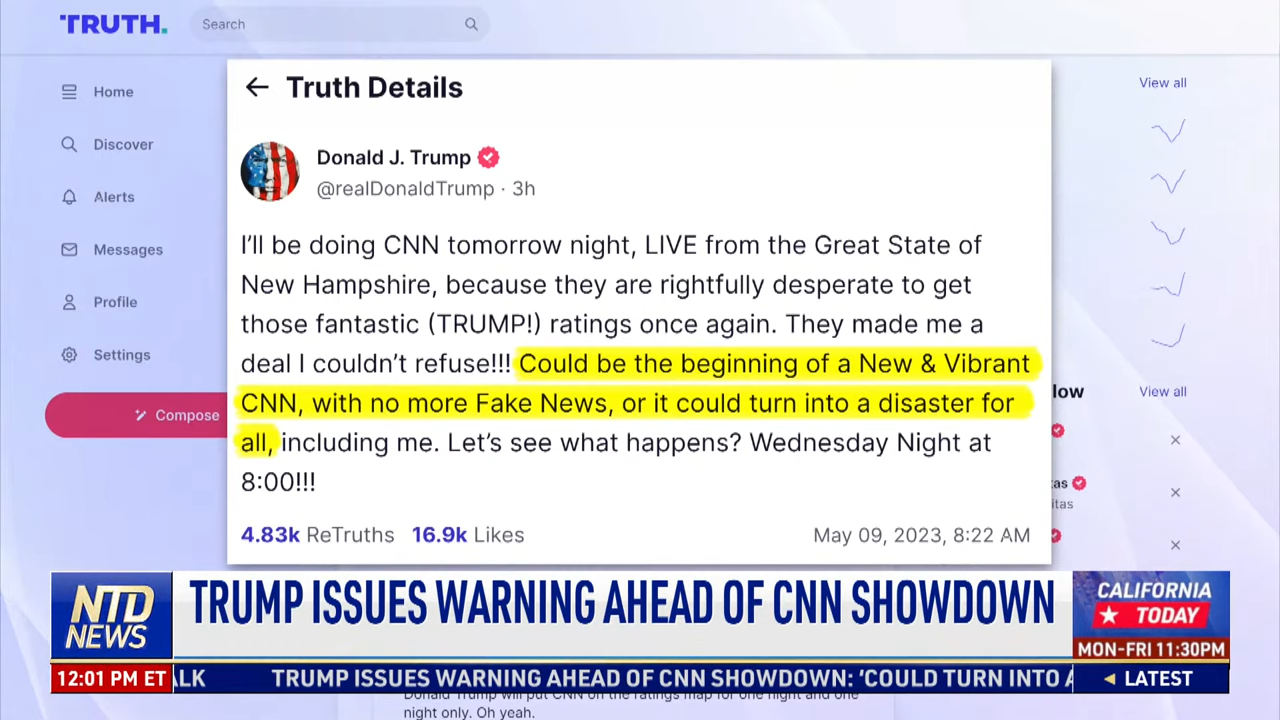 TRUTH.
Search
Home
Discover
Alerts
Messages
Profile
Settings
Compose
Truth Details
Donald J. Trump
@realDonaldTrump · 3h
I’ll be doing CNN tomorrow night, LIVE from the Great State of
New Hampshire, because they are rightfully desperate to get
those fantastic (TRUMP!) ratings once again. They made me a
deal I couldn’t refuse!!! Could be the beginning of a New & Vibrant
CNN, with no more Fake News, or it could turn into a disaster for
all, including me. Let’s see what happens? Wednesday Night at
8:00!!!
4.83k ReTruths 16.9k Likes
May 09, 2023, 8:22 AM
View all
low
View all
tas
itas
NTD
NEWS
TRUMP ISSUES WARNING AHEAD OF CNN SHOWDOWN
CALIFORNIA
TODAY
MON-FRI 11:30PM
12:01 PM ET
ALK TRUMP ISSUES WARNING AHEAD OF CNN SHOWDOWN: ‘COULD TURN INTO A
LATEST
Donald Trump will put CNN on the ratings map for one night and one
night only. Oh yeah.